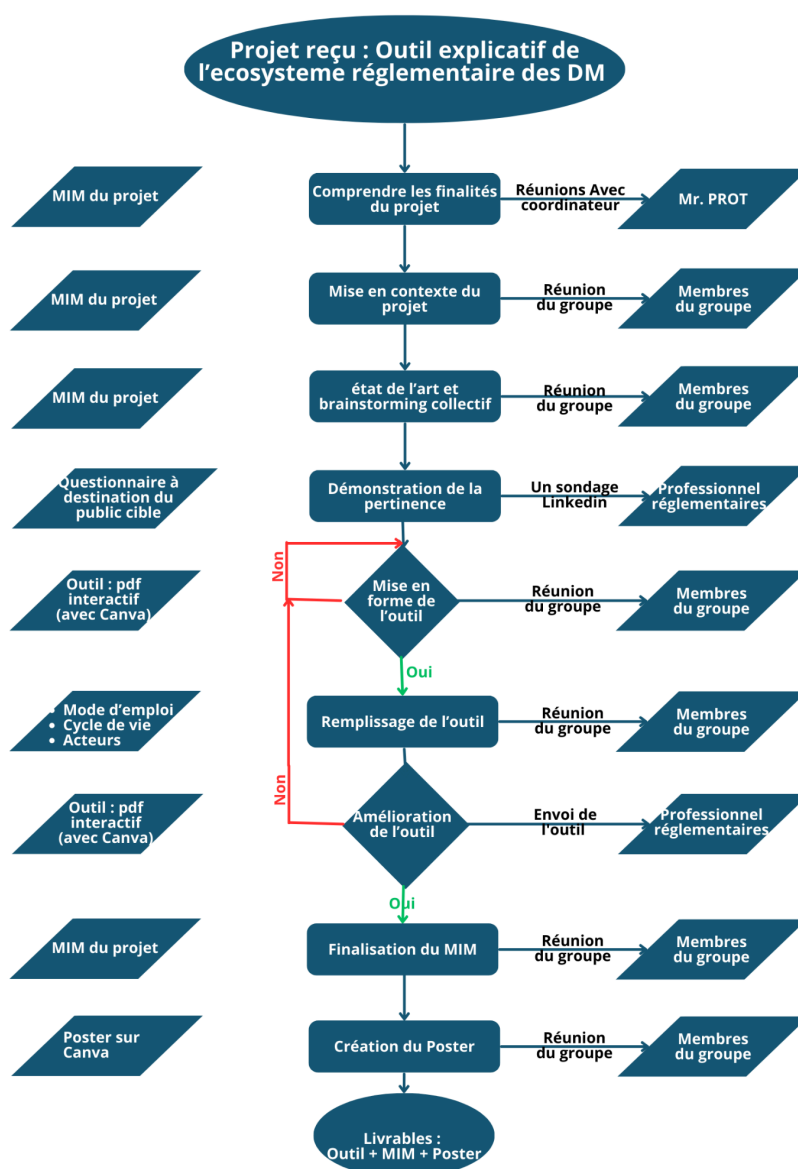 Projet reçu : Outil explicatif de
l’ecosysteme réglementaire des DM
MIM du projet
Comprendre les finalités
du projet
Réunions Avec
coordinateur
Mr. PROT
MIM du projet
Mise en contexte du
projet
Réunion
du groupe
Membres
du groupe
MIM du projet
état de l’art et
brainstorming collectif
Réunion
du groupe
Membres
du groupe
Questionnaire à
destination du
public cible
Démonstration de la
pertinence
Un sondage
Linkedin
Professionnel
réglementaires
Non
Outil : pdf
interactif
(avec Canva)
Mise en
forme de
l’outil
Réunion
du groupe
Membres
du groupe
Oui
• Mode d’emploi
• Cycle de vie
• Acteurs
Remplissage de l’outil
Réunion
du groupe
Membres
du groupe
Non
Outil : pdf
interactif
(avec Canva)
Amélioration
de l’outil
Envoi de
l'outil
Professionnel
réglementaires
Oui
MIM du projet
Finalisation du MIM
Réunion
du groupe
Membres
du groupe
Poster sur
Canva
Création du Poster
Réunion
du groupe
Membres
du groupe
Livrables :
Outil + MIM + Poster